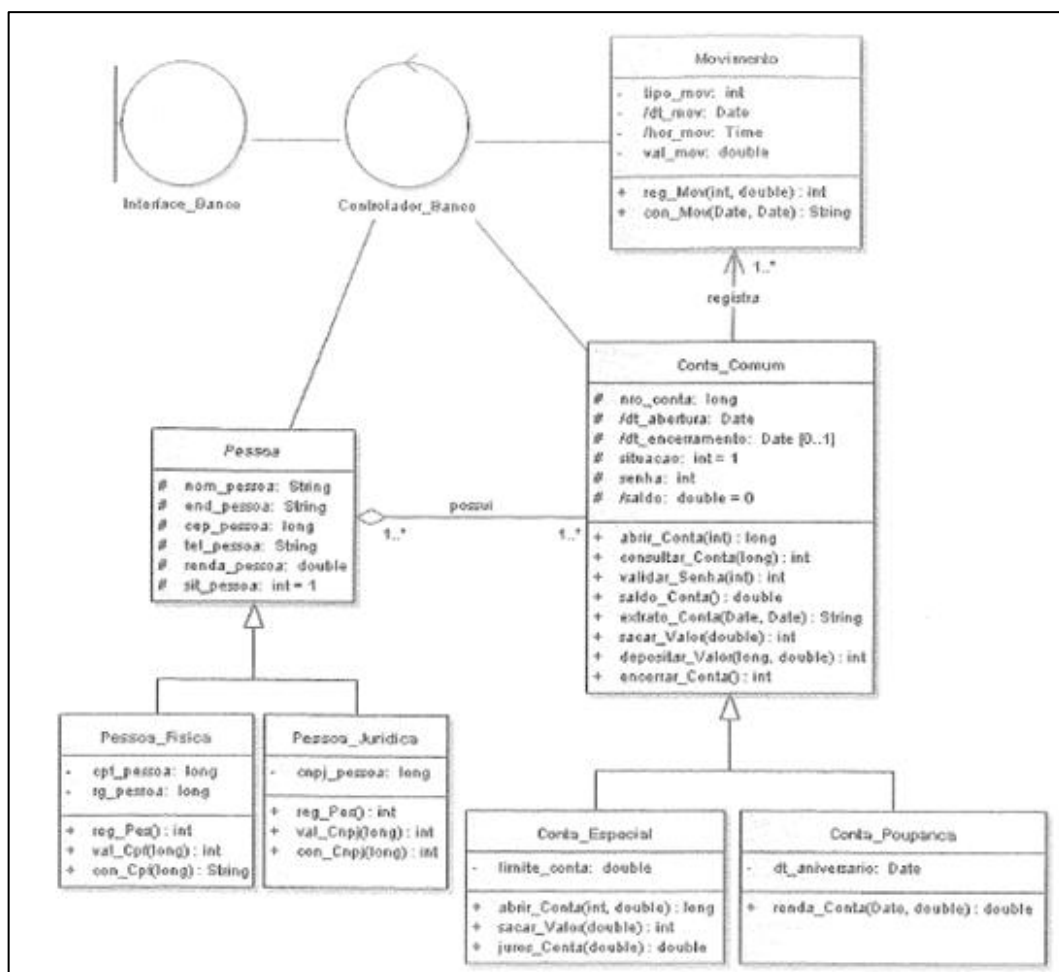 Interface_Banco
Controlador_Banco
Movimento
- tipo_mov: int
- /dt_mov: Date
- /hor_mov: Time
- val_mov: double
+ reg_Mov(int, double) : int
+ con_Mov(Date, Date) : String
1..*
registra
Conta_Comum
# nro_conta: long
# /dt_abertura: Date
# /dt_encerramento: Date [0..1]
# situacao: int = 1
# senha: int
# /saldo: double = 0
+ abrir_Conta(int) : long
+ consultar_Conta(long) : int
+ validar_Senha(int) : int
+ saldo_Conta() : double
+ extrato_Conta(Date, Date) : String
+ sacar_Valor(double) : int
+ depositar_Valor(long, double) : int
+ encerrar_Conta() : int
Pessoa
# nom_pessoa: String
# end_pessoa: String
# cep_pessoa: long
# tel_pessoa: String
# renda_pessoa: double
# sit_pessoa: int = 1
possui
1..*
1..*
Pessoa_Fisica
- cpf_pessoa: long
- rg_pessoa: long
+ reg_Pes() : int
+ val_Cpf(long) : int
+ con_Cpf(long) : String
Pessoa_Juridica
- cnpj_pessoa: long
+ reg_Pes() : int
+ val_Cnpj(long) : int
+ con_Cnpj(long) : int
Conta_Especial
- limite_conta: double
+ abrir_Conta(int, double) : long
+ sacar_Valor(double) : int
+ juros_Conta(double) : double
Conta_Poupanca
- dt_aniversario: Date
+ renda_Conta(Date, double) : double